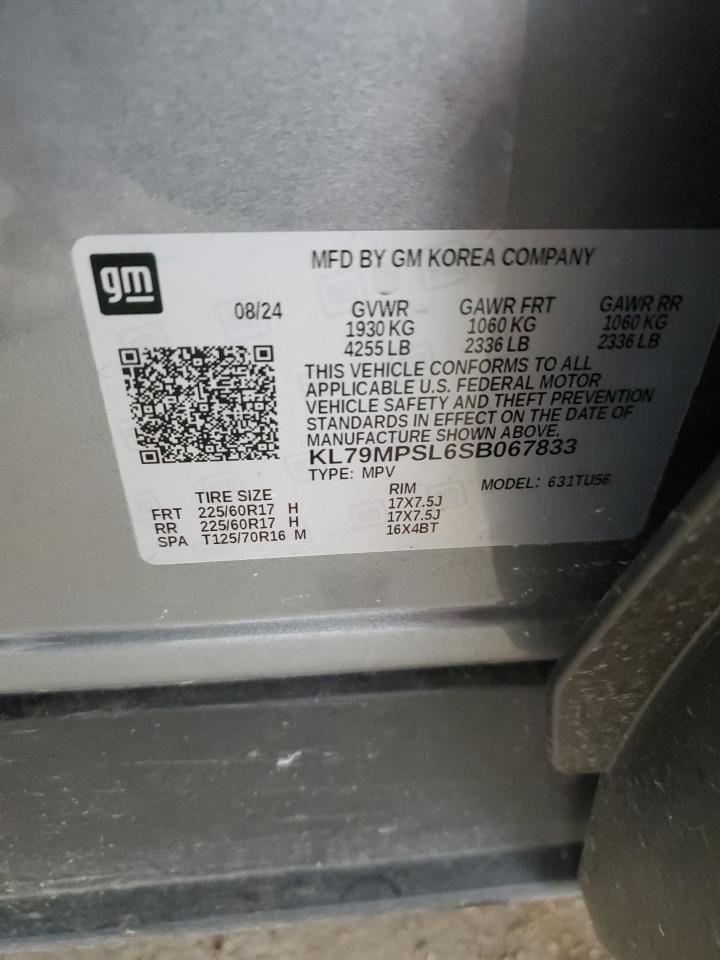 gm
MFD BY GM KOREA COMPANY
08/24 GVWR GAWR FRT GAWR RR
1930 KG 1060 KG 1060 KG
4255 LB 2336 LB 2336 LB
THIS VEHICLE CONFORMS TO ALL
APPLICABLE U.S. FEDERAL MOTOR
VEHICLE SAFETY AND THEFT PREVENTION
STANDARDS IN EFFECT ON THE DATE OF
MANUFACTURE SHOWN ABOVE.
KL79MPSL6SB067833
TYPE: MPV MODEL: 631TU56
TIRE SIZE RIM
FRT 225/60R17 H 17X7.5J
RR 225/60R17 H 17X7.5J
SPA T125/70R16 M 16X4BT